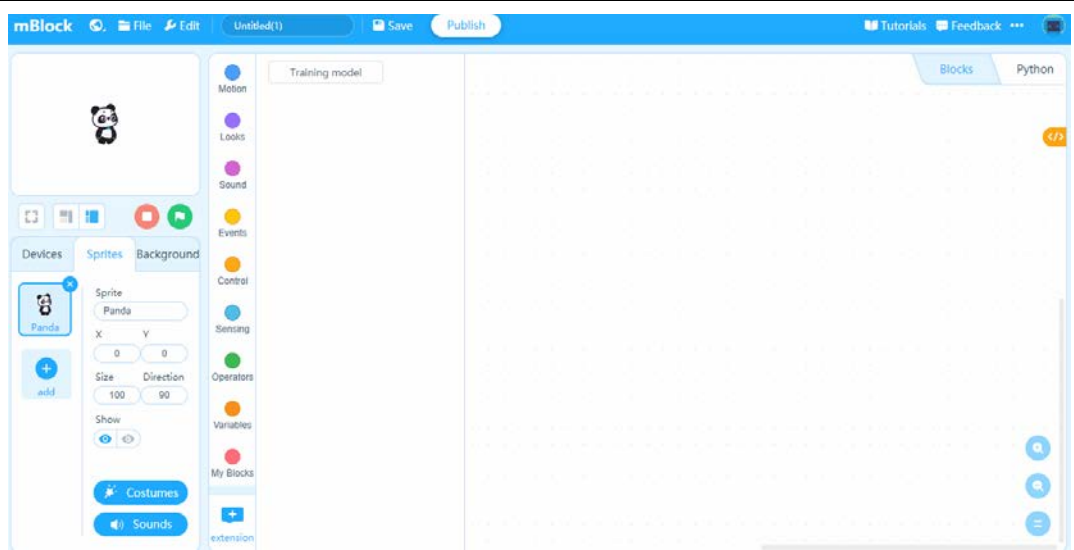 mBlock File Edit Untitled(1) Save Publish Tutorials Feedback
Blocks Python
Training model
Motion
Looks
Sound
Events
Control
Sensing
Operators
Variables
My Blocks
extension
Devices Sprites Background
Panda
add
Sprite
Panda
X Y
0 0
Size Direction
100 90
Show
Costumes
Sounds